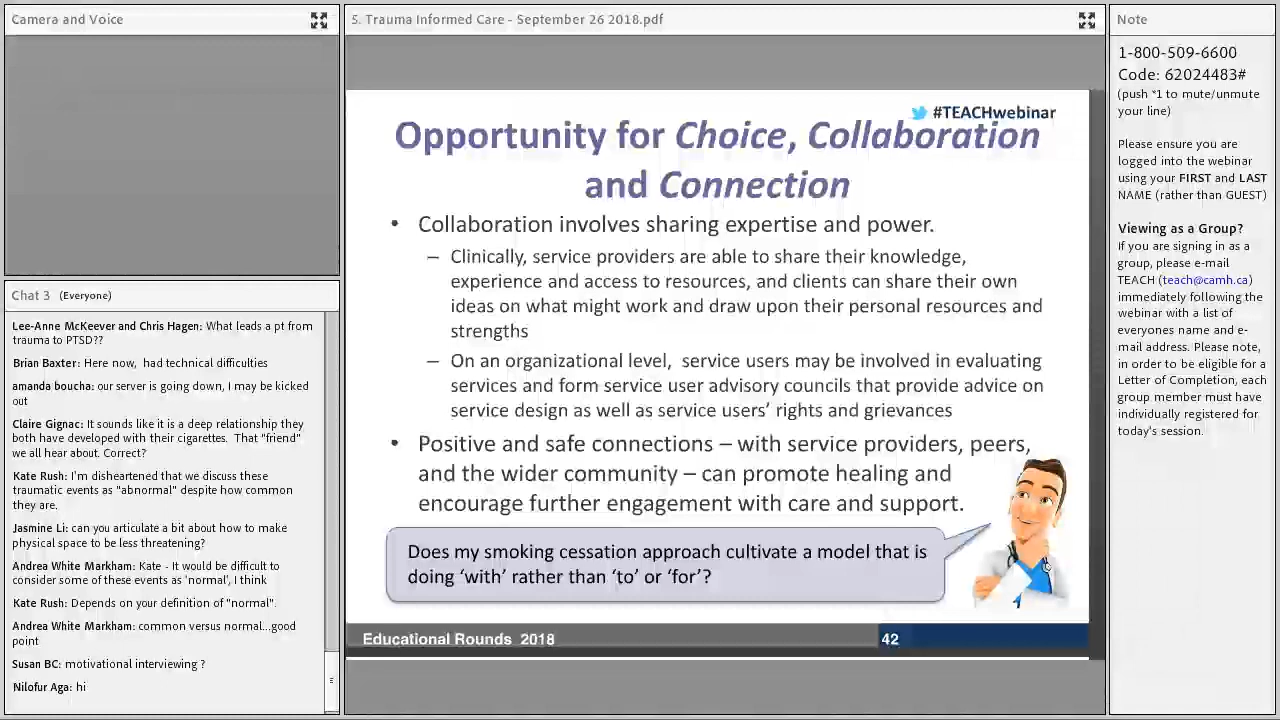 Camera and Voice
Chat 3 (Everyone)
Lee-Anne McKeever and Chris Hagen: What leads a pt from
trauma to PTSD??
Brian Baxter: Here now, had technical difficulties
amanda boucha: our server is going down, I may be kicked
out
Claire Gignac: It sounds like it is a deep relationship they
both have developed with their cigarettes. That "friend"
we all hear about. Correct?
Kate Rush: I'm disheartened that we discuss these
traumatic events as "abnormal" despite how common
they are.
Jasmine Li: can you articulate a bit about how to make
physical space to be less threatening?
Andrea White Markham: Kate - It would be difficult to
consider some of these events as 'normal', I think
Kate Rush: Depends on your definition of "normal".
Andrea White Markham: common versus normal...good
point
Susan BC: motivational interviewing ?
Nilofur Aga: hi
5. Trauma Informed Care - September 26 2018.pdf
#TEACHwebinar
Opportunity for Choice, Collaboration
and Connection
• Collaboration involves sharing expertise and power.
– Clinically, service providers are able to share their knowledge,
experience and access to resources, and clients can share their own
ideas on what might work and draw upon their personal resources and
strengths
– On an organizational level, service users may be involved in evaluating
services and form service user advisory councils that provide advice on
service design as well as service users' rights and grievances
• Positive and safe connections – with service providers, peers,
and the wider community – can promote healing and
encourage further engagement with care and support.
Does my smoking cessation approach cultivate a model that is
doing 'with' rather than 'to' or 'for'?
Educational Rounds 2018
42
Note
1-800-509-6600
Code: 62024483#
(push *1 to mute/unmute
your line)
Please ensure you are
logged into the webinar
using your FIRST and LAST
NAME (rather than GUEST)
Viewing as a Group?
If you are signing in as a
group, please e-mail
TEACH (teach@camh.ca)
immediately following the
webinar with a list of
everyones name and e-
mail address. Please note,
in order to be eligible for a
Letter of Completion, each
group member must have
individually registered for
today's session.